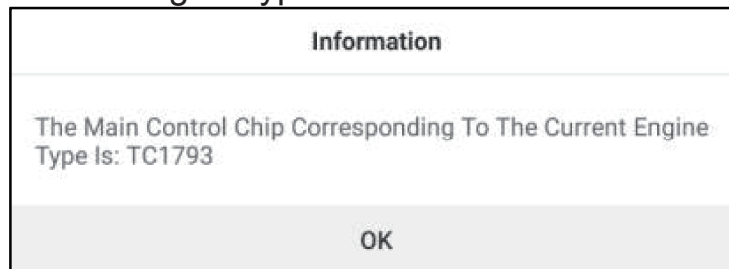 Information
The Main Control Chip Corresponding To The Current Engine
Type Is: TC1793
OK